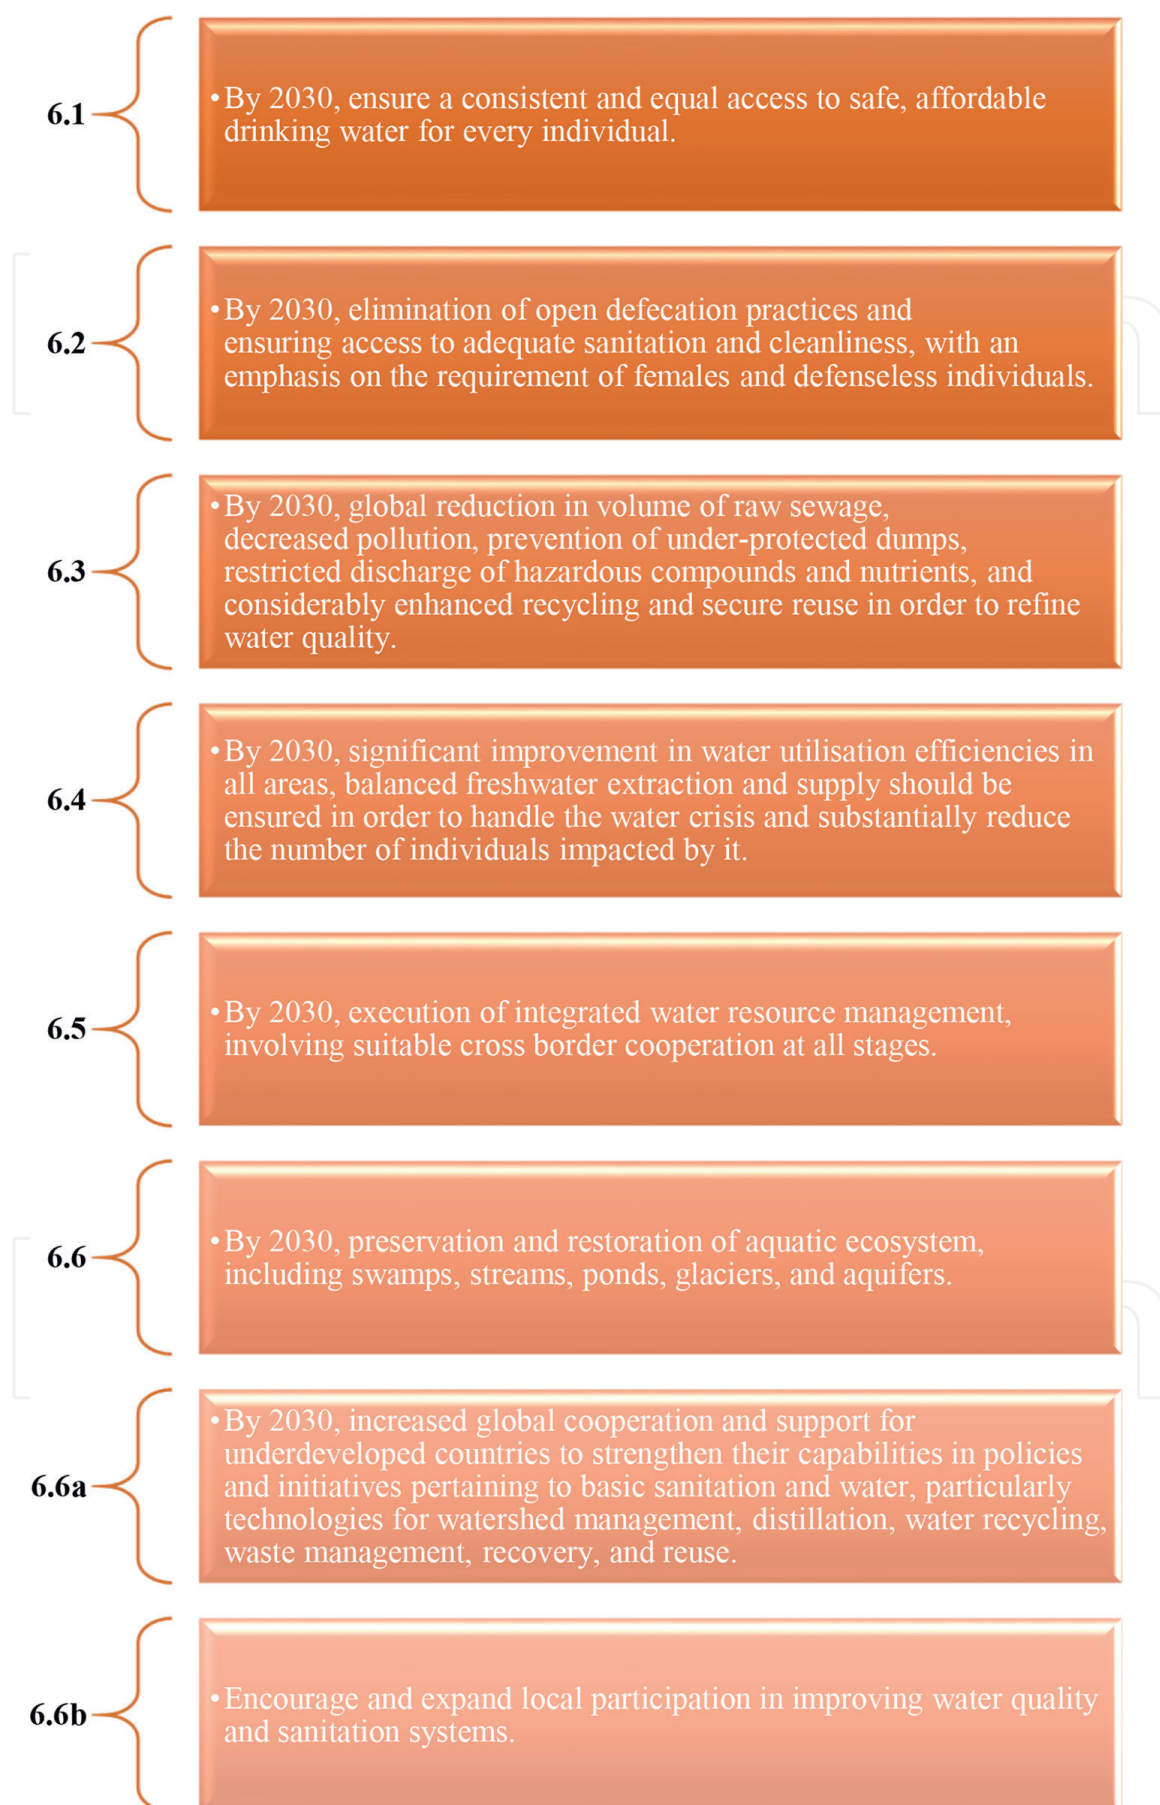 6.1
•By 2030, ensure a consistent and equal access to safe, affordable
drinking water for every individual.
6.2
•By 2030, elimination of open defecation practices and
ensuring access to adequate sanitation and cleanliness, with an
emphasis on the requirement of females and defenseless individuals.
6.3
•By 2030, global reduction in volume of raw sewage,
decreased pollution, prevention of under-protected dumps,
restricted discharge of hazardous compounds and nutrients, and
considerably enhanced recycling and secure reuse in order to refine
water quality.
6.4
•By 2030, significant improvement in water utilisation efficiencies in
all areas, balanced freshwater extraction and supply should be
ensured in order to handle the water crisis and substantially reduce
the number of individuals impacted by it.
6.5
•By 2030, execution of integrated water resource management,
involving suitable cross border cooperation at all stages.
6.6
•By 2030, preservation and restoration of aquatic ecosystem,
including swamps, streams, ponds, glaciers, and aquifers.
6.6a
•By 2030, increased global cooperation and support for
underdeveloped countries to strengthen their capabilities in policies
and initiatives pertaining to basic sanitation and water, particularly
technologies for watershed management, distillation, water recycling,
waste management, recovery, and reuse.
6.6b
•Encourage and expand local participation in improving water quality
and sanitation systems.